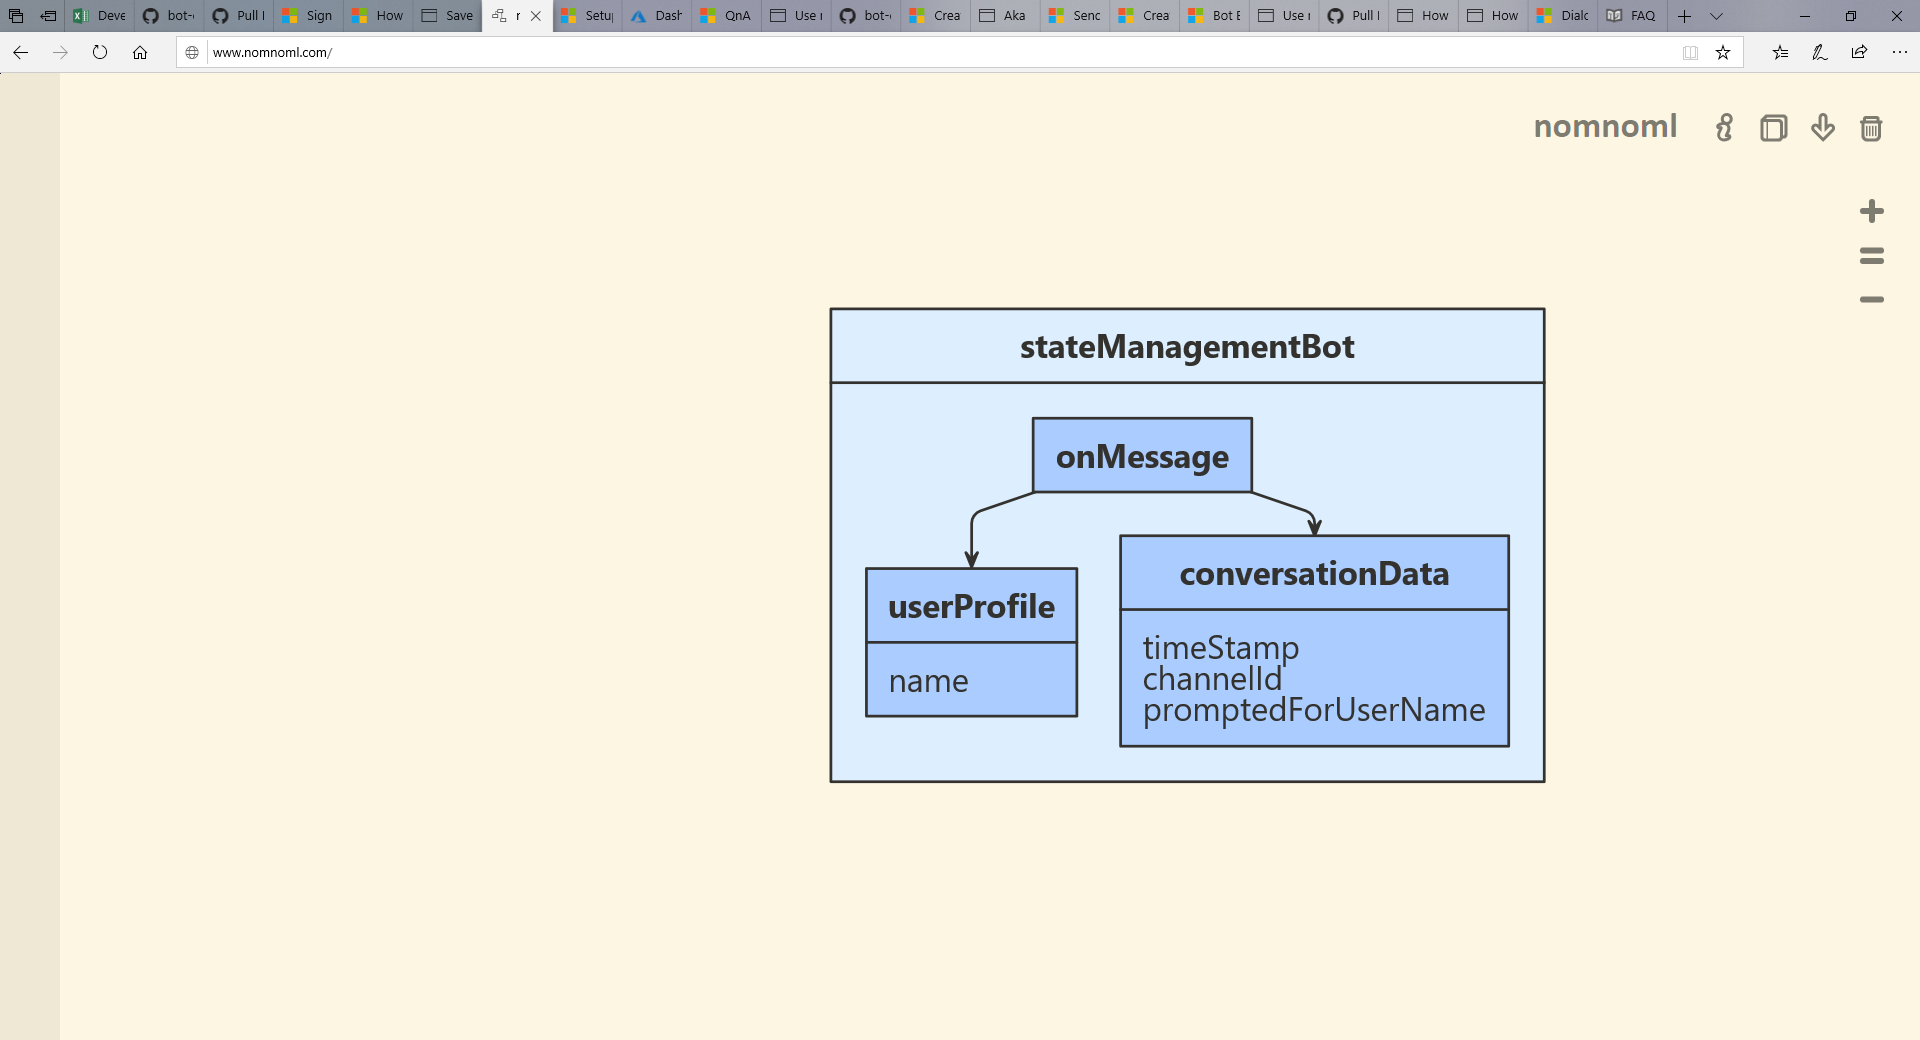 Deve
bot-
Pull I
Sign
How
Save
Setu
Dash
QnA
Use
bot-
Crea
Aka
Senc
Crea
Bot
Use
Pull I
How
How
Dialc
FAQ
www.nomnoml.com/
nomnoml
stateManagementBot
onMessage
userProfile
name
conversationData
timeStamp
channelId
promptedForUserName